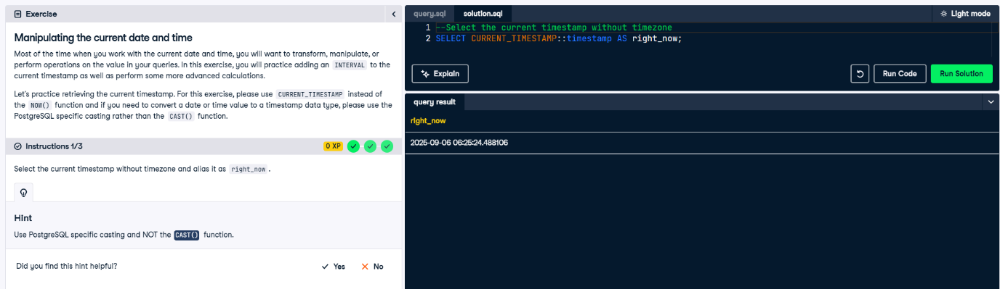 Exercise
Manipulating the current date and time
Most of the time when you work with the current date and time, you will want to transform, manipulate, or
perform operations on the value in your queries. In this exercise, you will practice adding an INTERVAL to the
current timestamp as well as perform some more advanced calculations.
Let's practice retrieving the current timestamp. For this exercise, please use CURRENT_TIMESTAMP instead of
the NOW() function and if you need to convert a date or time value to a timestamp data type, please use the
PostgreSQL specific casting rather than the CAST() function.
Instructions 1/3
0 XP
Select the current timestamp without timezone and alias it as right_now.
Hint
Use PostgreSQL specific casting and NOT the CAST() function.
Did you find this hint helpful?
Yes
No
query.sql
solution.sql
Light mode
1 --Select the current timestamp without timezone
2 SELECT CURRENT_TIMESTAMP::timestamp AS right_now;
Explain
Run Code
Run Solution
query result
right_now
2025-09-06 06:25:24.488106